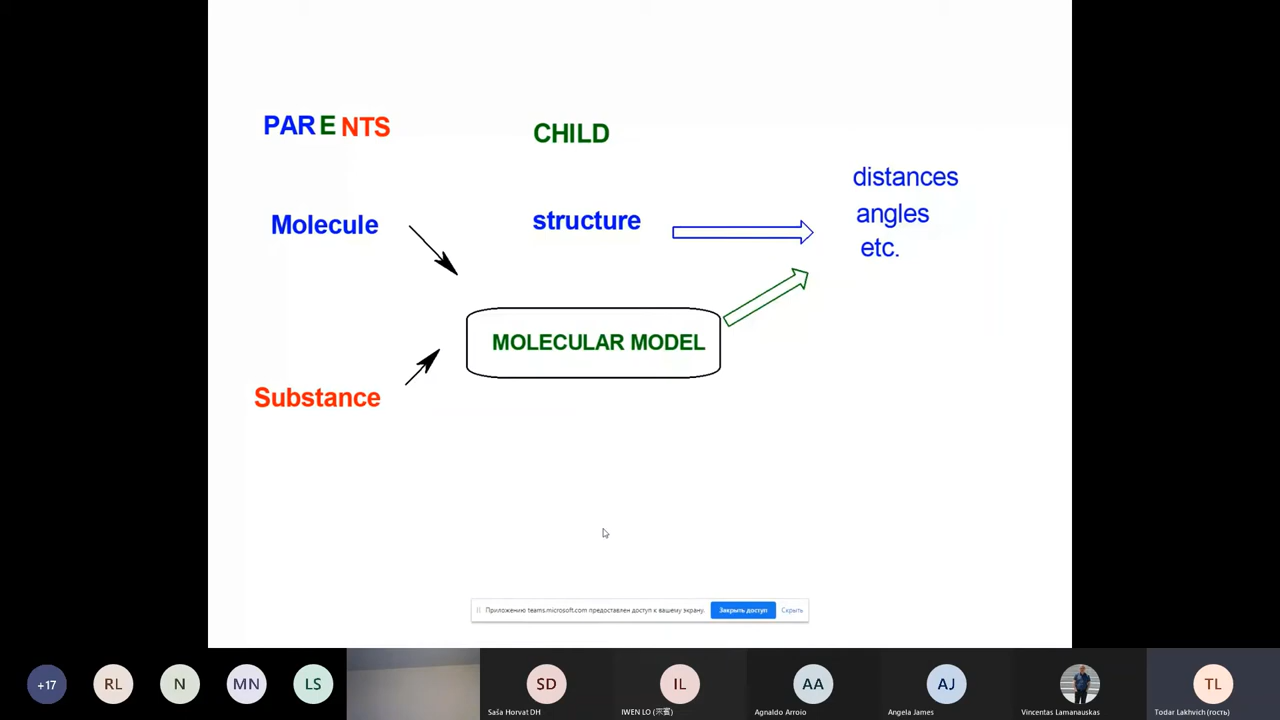 PARENTS
CHILD
distances
angles
etc.
Molecule
structure
MOLECULAR MODEL
Substance
Приложению teams.microsoft.com предоставлен доступ к вашему экрану.
Закрыть доступ
Скрыть
+17
RL
N
MN
LS
SD
Saša Horvat DH
IL
IWEN LO
AA
Agnaldo Arroio
AJ
Angela James
Vincentas Lamanauskas
TL
Todar Lakhvich (гость)